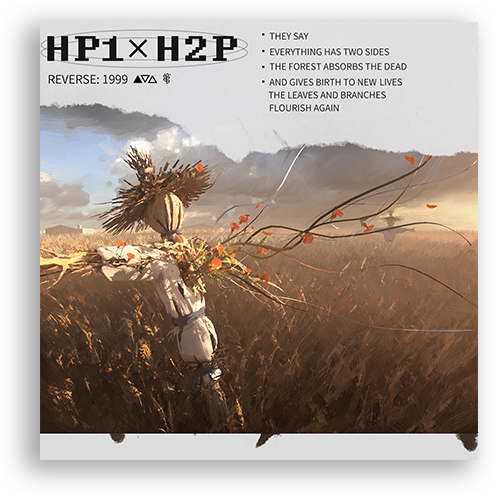 HP1×H2P
REVERSE: 1999
• THEY SAY
• EVERYTHING HAS TWO SIDES
• THE FOREST ABSORBS THE DEAD
• AND GIVES BIRTH TO NEW LIVES
THE LEAVES AND BRANCHES
FLOURISH AGAIN